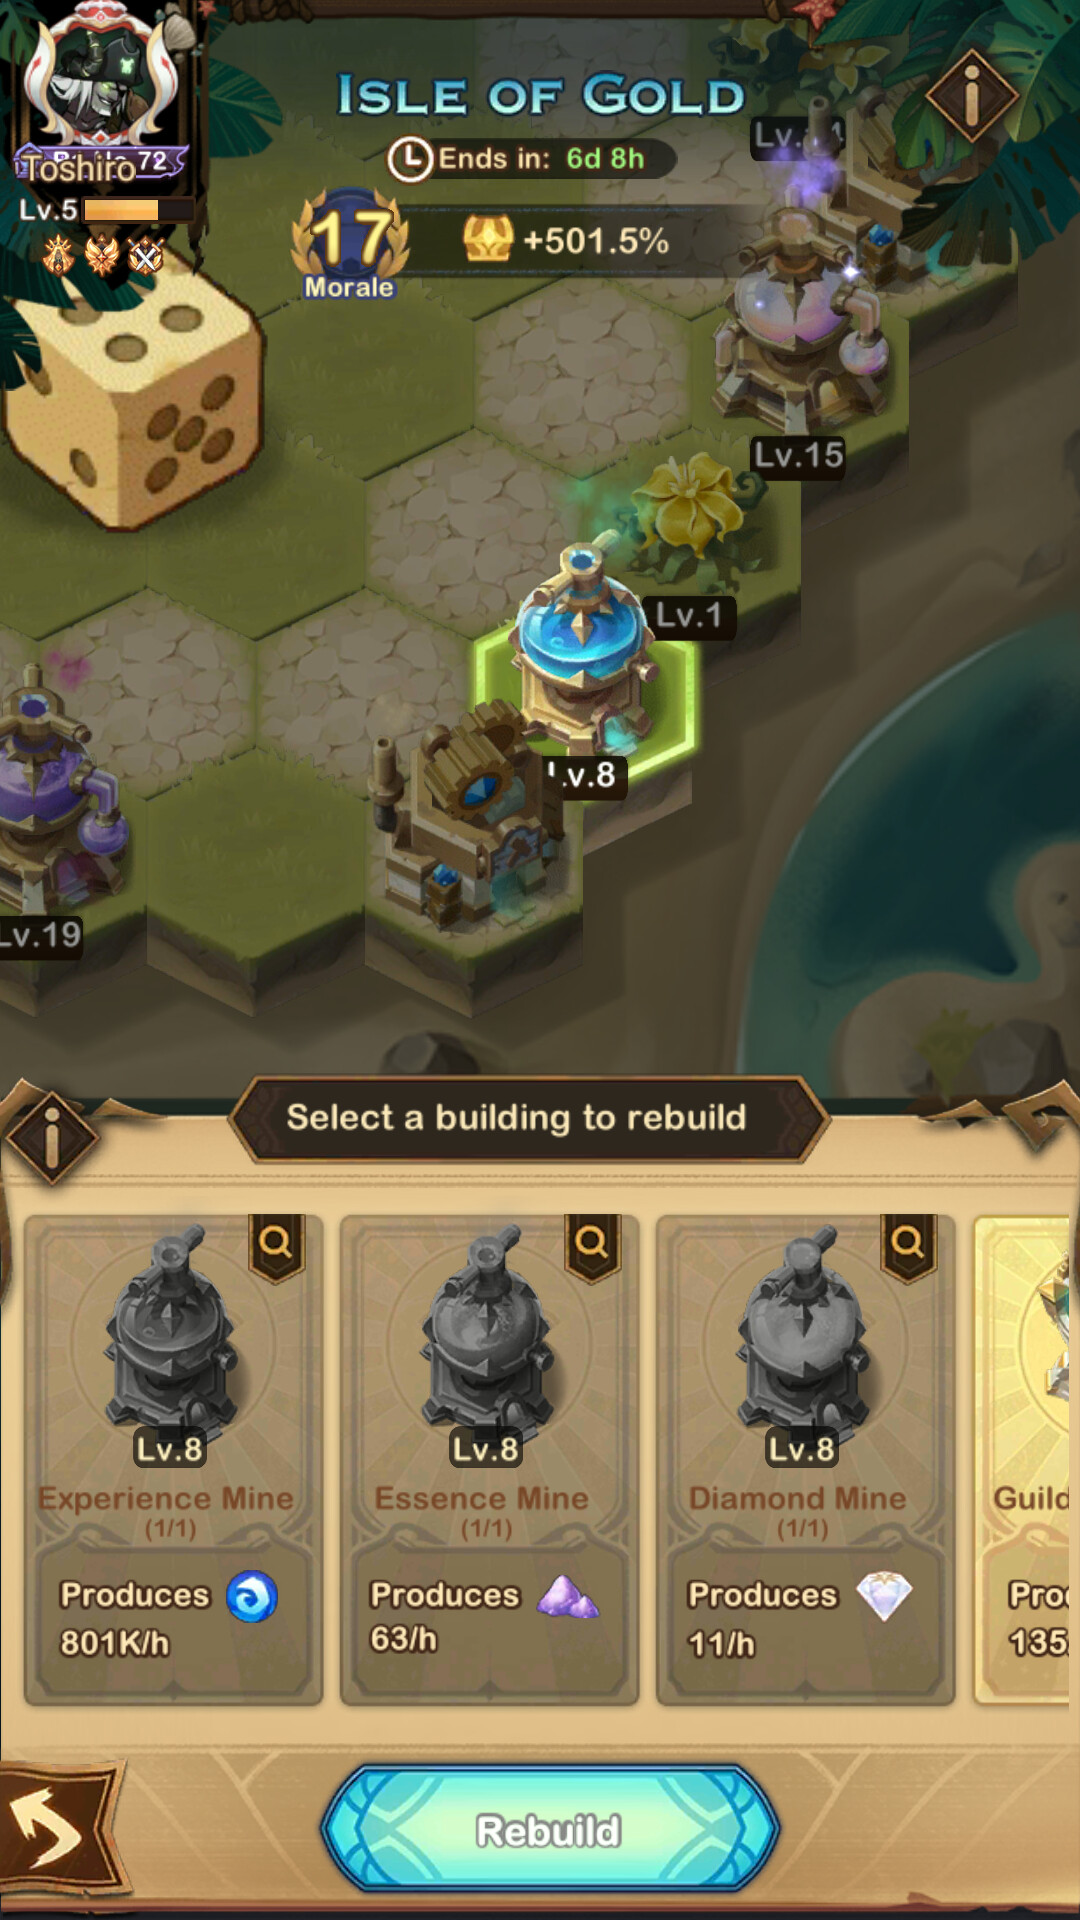 Isle of Gold
Ends in: 6d 8h
72
Toshiro
Lv.5
17
Morale
+501.5%
Lv.15
Lv.1
Lv.8
Lv.19
Select a building to rebuild
Lv.8
Experience Mine
(1/1)
Produces
801K/h
Lv.8
Essence Mine
(1/1)
Produces
63/h
Lv.8
Diamond Mine
(1/1)
Produces
11/h
Guild
Rebuild